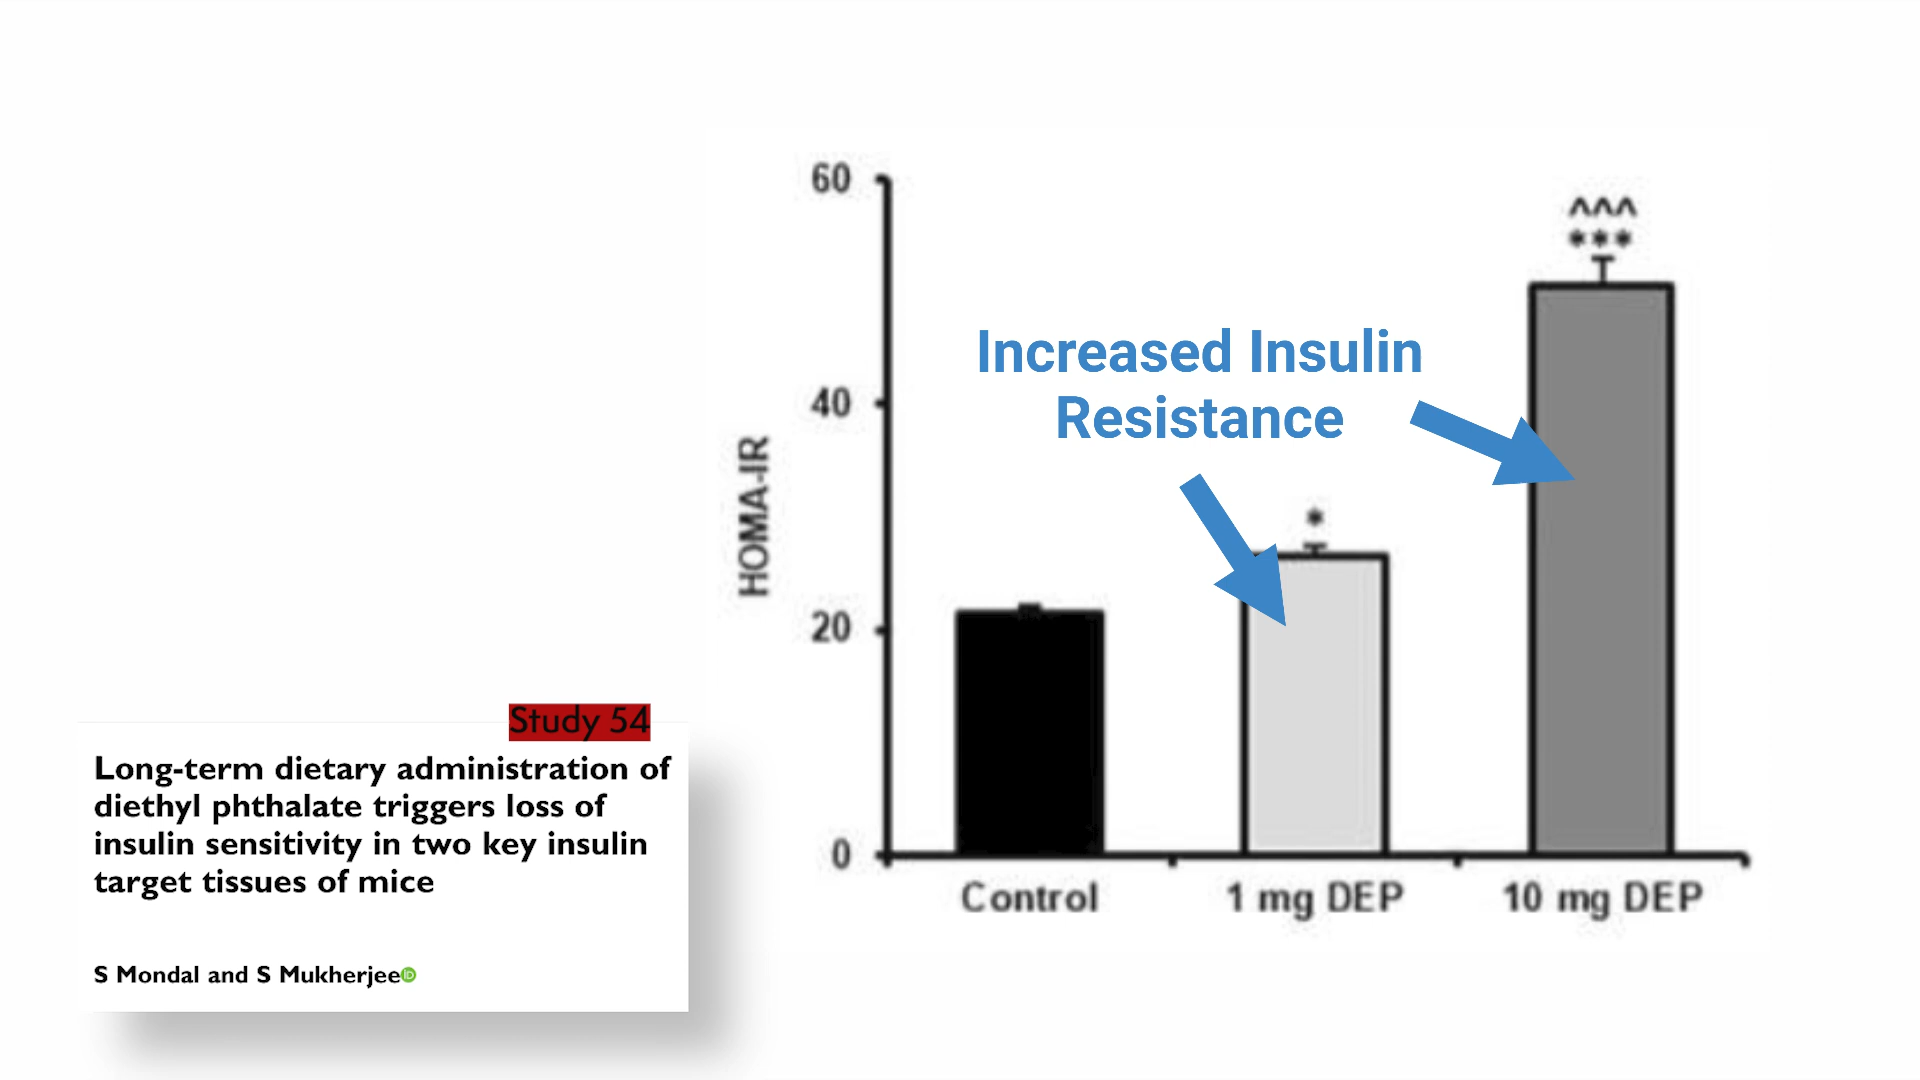 60
^^^
***
Increased Insulin
Resistance
40
HOMA-IR
*
20
0
Control 1 mg DEP 10 mg DEP
Study 54
Long-term dietary administration of
diethyl phthalate triggers loss of
insulin sensitivity in two key insulin
target tissues of mice
S Mondal and S Mukherjee iD